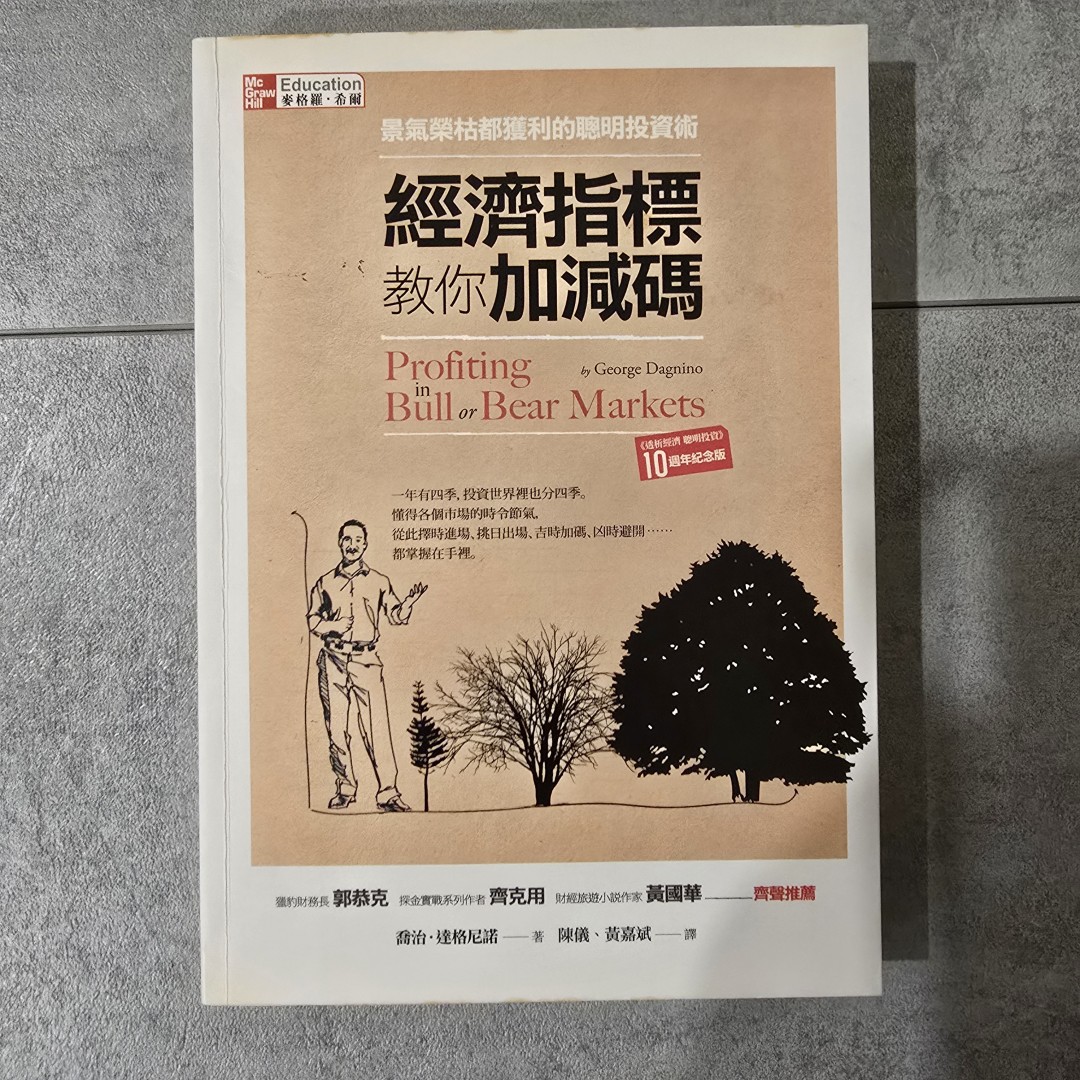 Mc
Graw
Hill
Education
麥格羅·希爾
景氣榮枯都獲利的聰明投資術
經濟指標
教你加減碼
Profiting
in
by George Dagnino
Bull or Bear Markets
《透析經濟 聰明投資》
10週年紀念版
一年有四季,投資世界裡也分四季。
懂得各個市場的時令節氣,
從此擇時進場、挑日出場、吉時加碼、凶時避開……
都掌握在手裡。
獵豹財務長 郭恭克 探金實戰系列作者 齊克用 財經旅遊小說作家 黃國華 齊聲推薦
喬治·達格尼諾——著 陳儀、黃嘉斌——譯